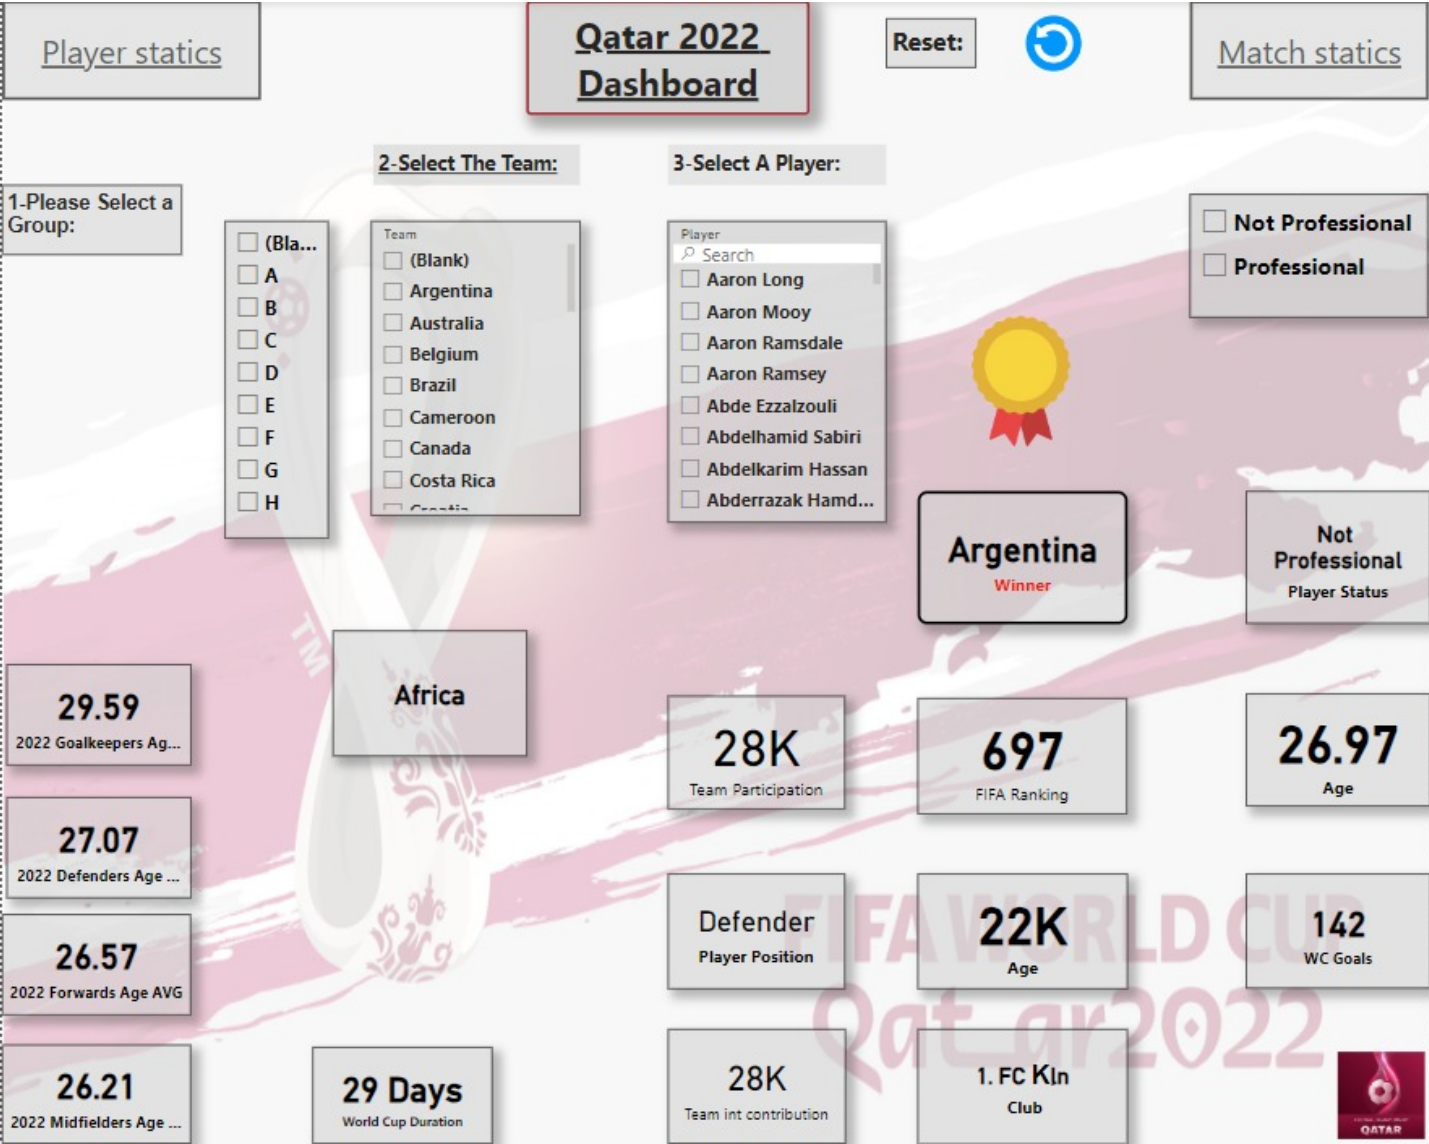 Player statics
Qatar 2022
Dashboard
Reset:
Match statics
2-Select The Team:
3-Select A Player:
1-Please Select a
Group:
(Bla...
A
B
C
D
E
F
G
H
Team
(Blank)
Argentina
Australia
Belgium
Brazil
Cameroon
Canada
Costa Rica
Croatia
Player
Search
Aaron Long
Aaron Mooy
Aaron Ramsdale
Aaron Ramsey
Abde Ezzalzouli
Abdelhamid Sabiri
Abdelkarim Hassan
Abderrazak Hamd...
Not Professional
Professional
Argentina
Winner
Not
Professional
Player Status
TM
Africa
29.59
2022 Goalkeepers Ag...
28K
Team Participation
697
FIFA Ranking
26.97
Age
27.07
2022 Defenders Age ...
Defender
Player Position
22K
Age
142
WC Goals
FIFA WORLD CUP
Qatar2022
26.57
2022 Forwards Age AVG
26.21
2022 Midfielders Age ...
29 Days
World Cup Duration
28K
Team int contribution
1. FC Kln
Club
QATAR